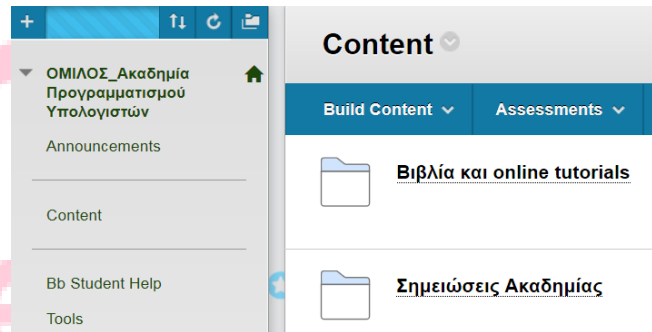 ΟΜΙΛΟΣ_Ακαδημία
Προγραμματισμού
Υπολογιστών
Announcements
Content
Bb Student Help
Tools
Content
Build Content
Assessments
Βιβλία και online tutorials
Σημειώσεις Ακαδημίας